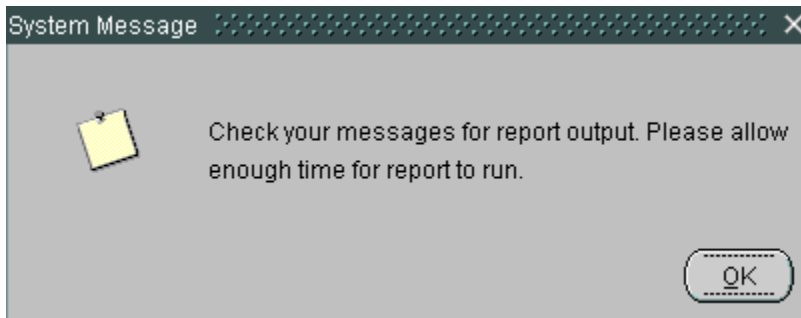 System Message
Check your messages for report output. Please allow
enough time for report to run.
OK